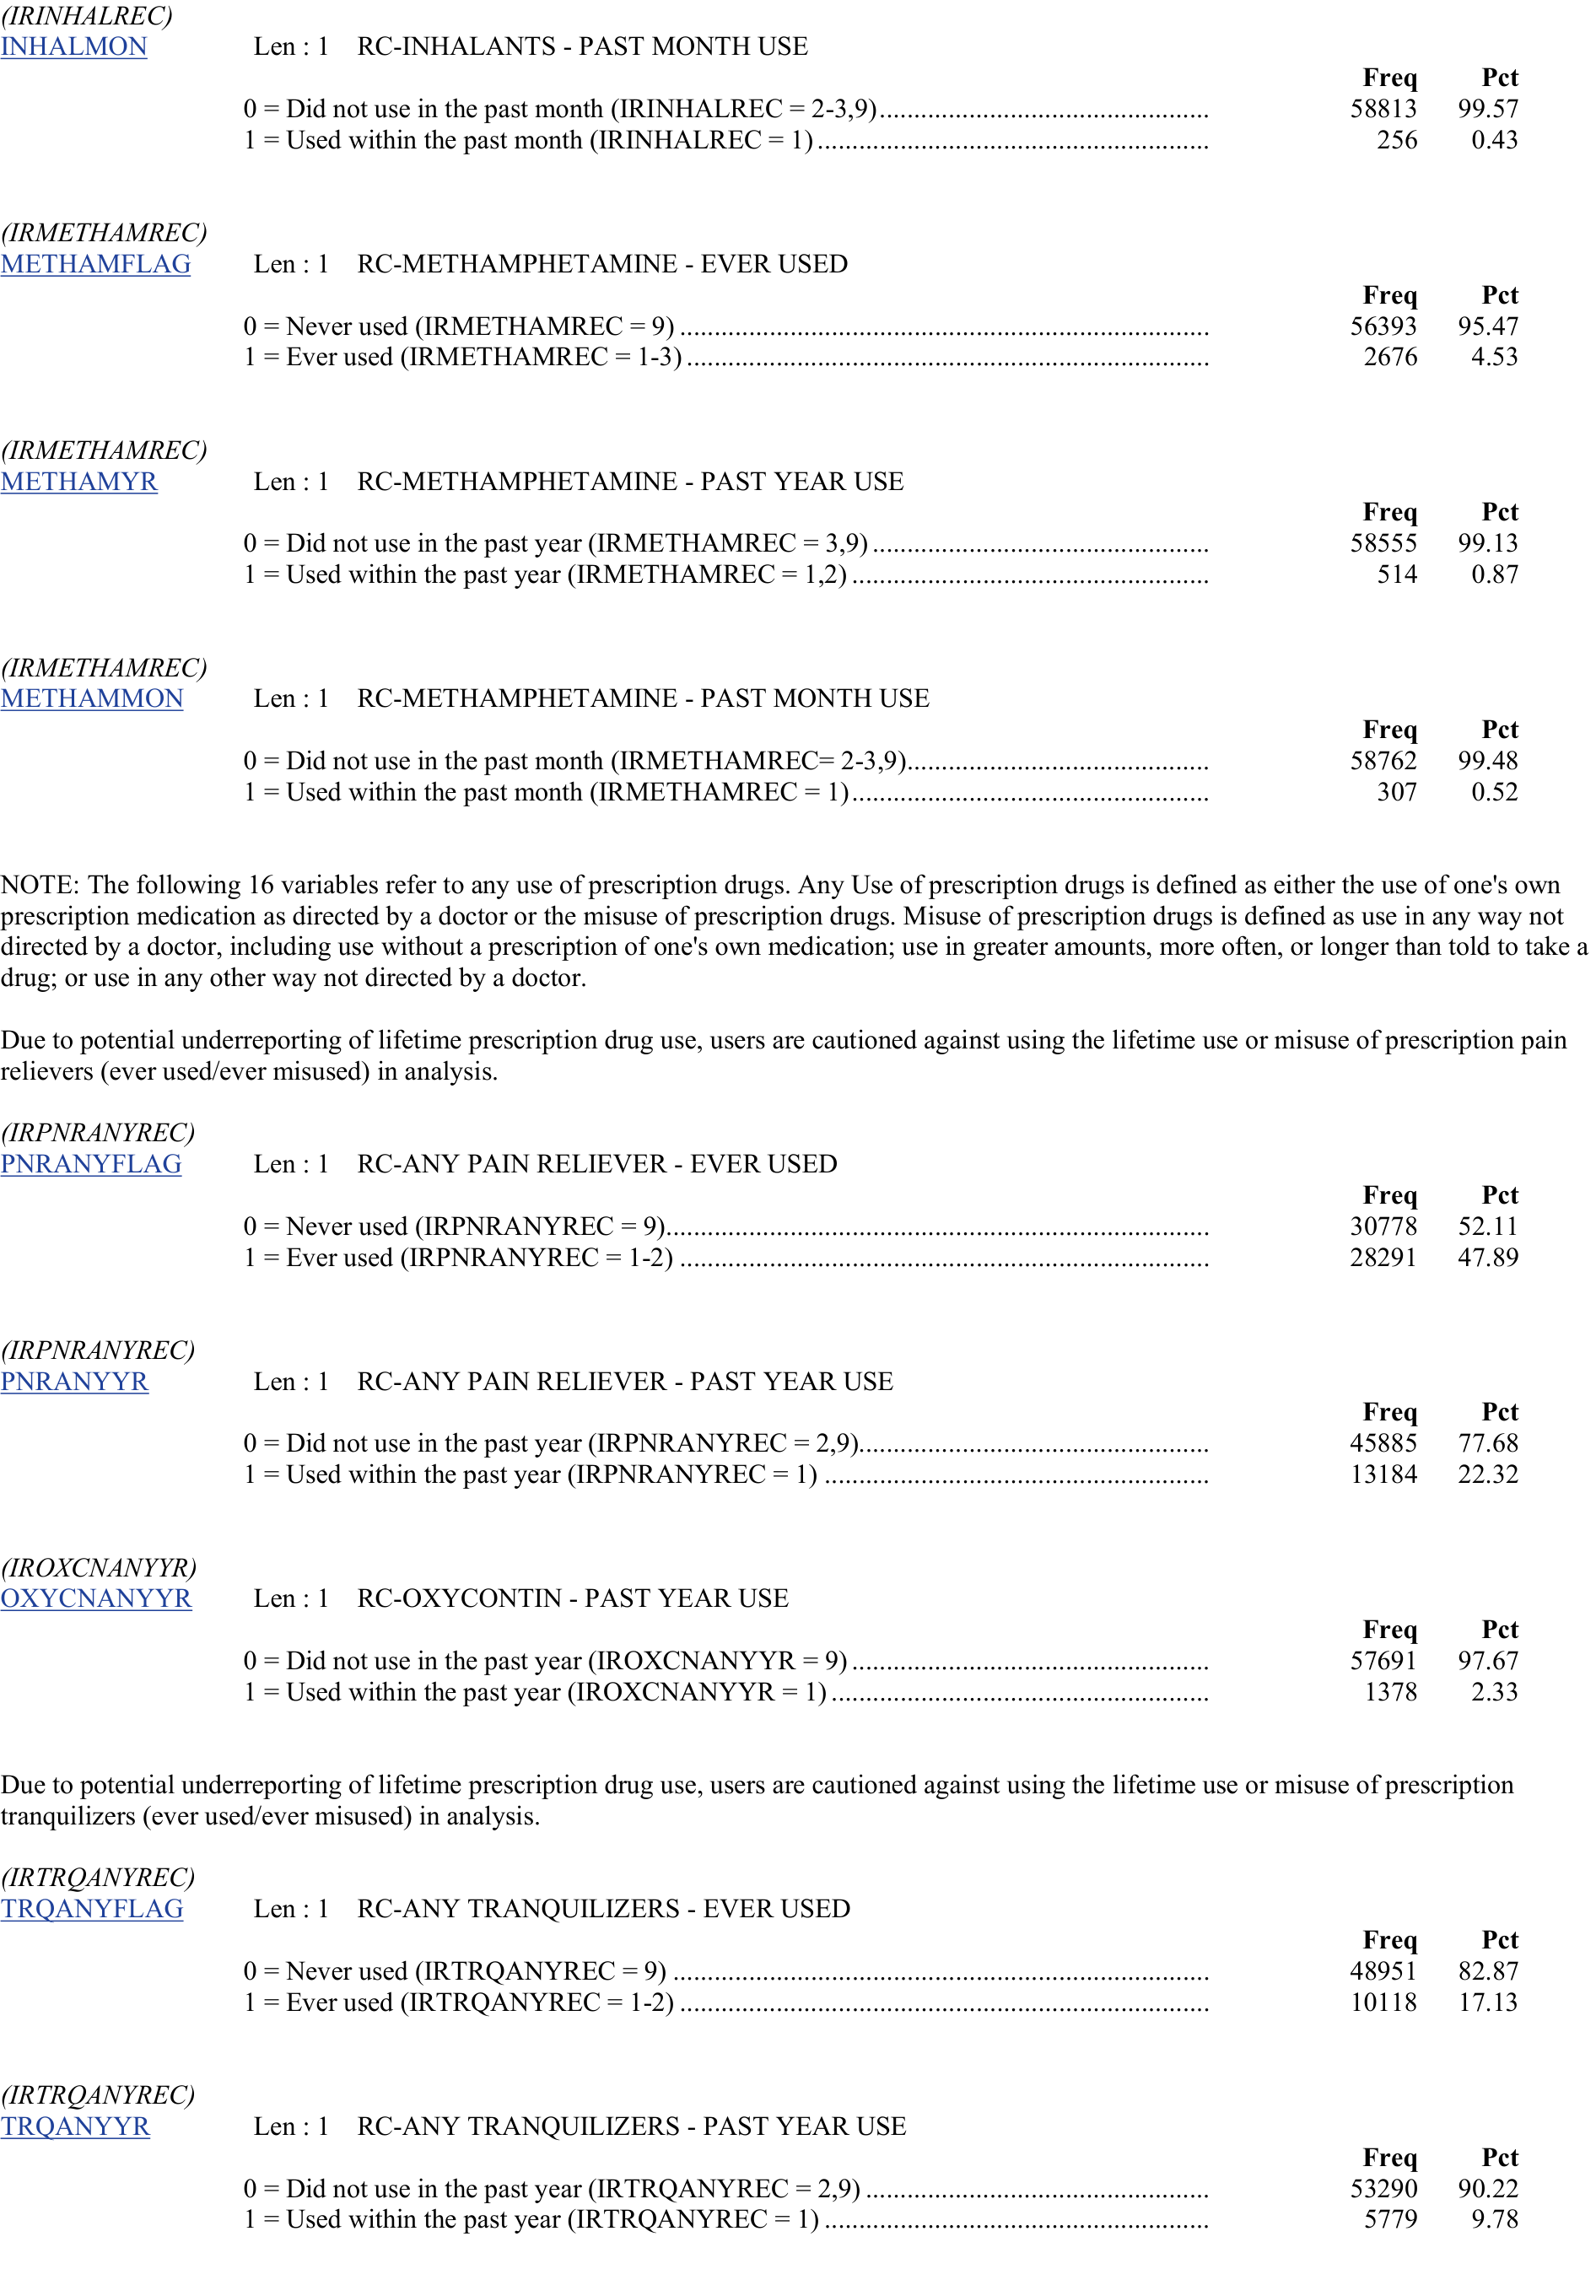 (IRINHALREC)
INHALMON Len : 1 RC-INHALANTS - PAST MONTH USE
Freq Pct
0 = Did not use in the past month (IRINHALREC = 2-3,9) 58813 99.57
1 = Used within the past month (IRINHALREC = 1) 256 0.43
(IRMETHAMREC)
METHAMFLAG Len : 1 RC-METHAMPHETAMINE - EVER USED
Freq Pct
0 = Never used (IRMETHAMREC = 9) 56393 95.47
1 = Ever used (IRMETHAMREC = 1-3) 2676 4.53
(IRMETHAMREC)
METHAMYR Len : 1 RC-METHAMPHETAMINE - PAST YEAR USE
Freq Pct
0 = Did not use in the past year (IRMETHAMREC = 3,9) 58555 99.13
1 = Used within the past year (IRMETHAMREC = 1,2) 514 0.87
(IRMETHAMREC)
METHAMMON Len : 1 RC-METHAMPHETAMINE - PAST MONTH USE
Freq Pct
0 = Did not use in the past month (IRMETHAMREC= 2-3,9) 58762 99.48
1 = Used within the past month (IRMETHAMREC = 1) 307 0.52
NOTE: The following 16 variables refer to any use of prescription drugs. Any Use of prescription drugs is defined as either the use of one's own
prescription medication as directed by a doctor or the misuse of prescription drugs. Misuse of prescription drugs is defined as use in any way not
directed by a doctor, including use without a prescription of one's own medication; use in greater amounts, more often, or longer than told to take a
drug; or use in any other way not directed by a doctor.
Due to potential underreporting of lifetime prescription drug use, users are cautioned against using the lifetime use or misuse of prescription pain
relievers (ever used/ever misused) in analysis.
(IRPNRANYREC)
PNRANYFLAG Len : 1 RC-ANY PAIN RELIEVER - EVER USED
Freq Pct
0 = Never used (IRPNRANYREC = 9) 30778 52.11
1 = Ever used (IRPNRANYREC = 1-2) 28291 47.89
(IRPNRANYREC)
PNRANYYR Len : 1 RC-ANY PAIN RELIEVER - PAST YEAR USE
Freq Pct
0 = Did not use in the past year (IRPNRANYREC = 2,9) 45885 77.68
1 = Used within the past year (IRPNRANYREC = 1) 13184 22.32
(IROXCNANYYR)
OXYCNANYYR Len : 1 RC-OXYCONTIN - PAST YEAR USE
Freq Pct
0 = Did not use in the past year (IROXCNANYYR = 9) 57691 97.67
1 = Used within the past year (IROXCNANYYR = 1) 1378 2.33
Due to potential underreporting of lifetime prescription drug use, users are cautioned against using the lifetime use or misuse of prescription
tranquilizers (ever used/ever misused) in analysis.
(IRTRQANYREC)
TRQANYFLAG Len : 1 RC-ANY TRANQUILIZERS - EVER USED
Freq Pct
0 = Never used (IRTRQANYREC = 9) 48951 82.87
1 = Ever used (IRTRQANYREC = 1-2) 10118 17.13
(IRTRQANYREC)
TRQANYYR Len : 1 RC-ANY TRANQUILIZERS - PAST YEAR USE
Freq Pct
0 = Did not use in the past year (IRTRQANYREC = 2,9) 53290 90.22
1 = Used within the past year (IRTRQANYREC = 1) 5779 9.78